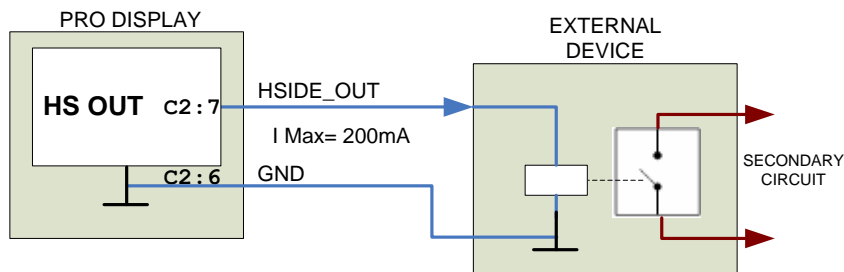 PRO DISPLAY
EXTERNAL
DEVICE
HS OUT
C2:7
HSIDE_OUT
I Max= 200mA
C2:6
GND
SECONDARY
CIRCUIT